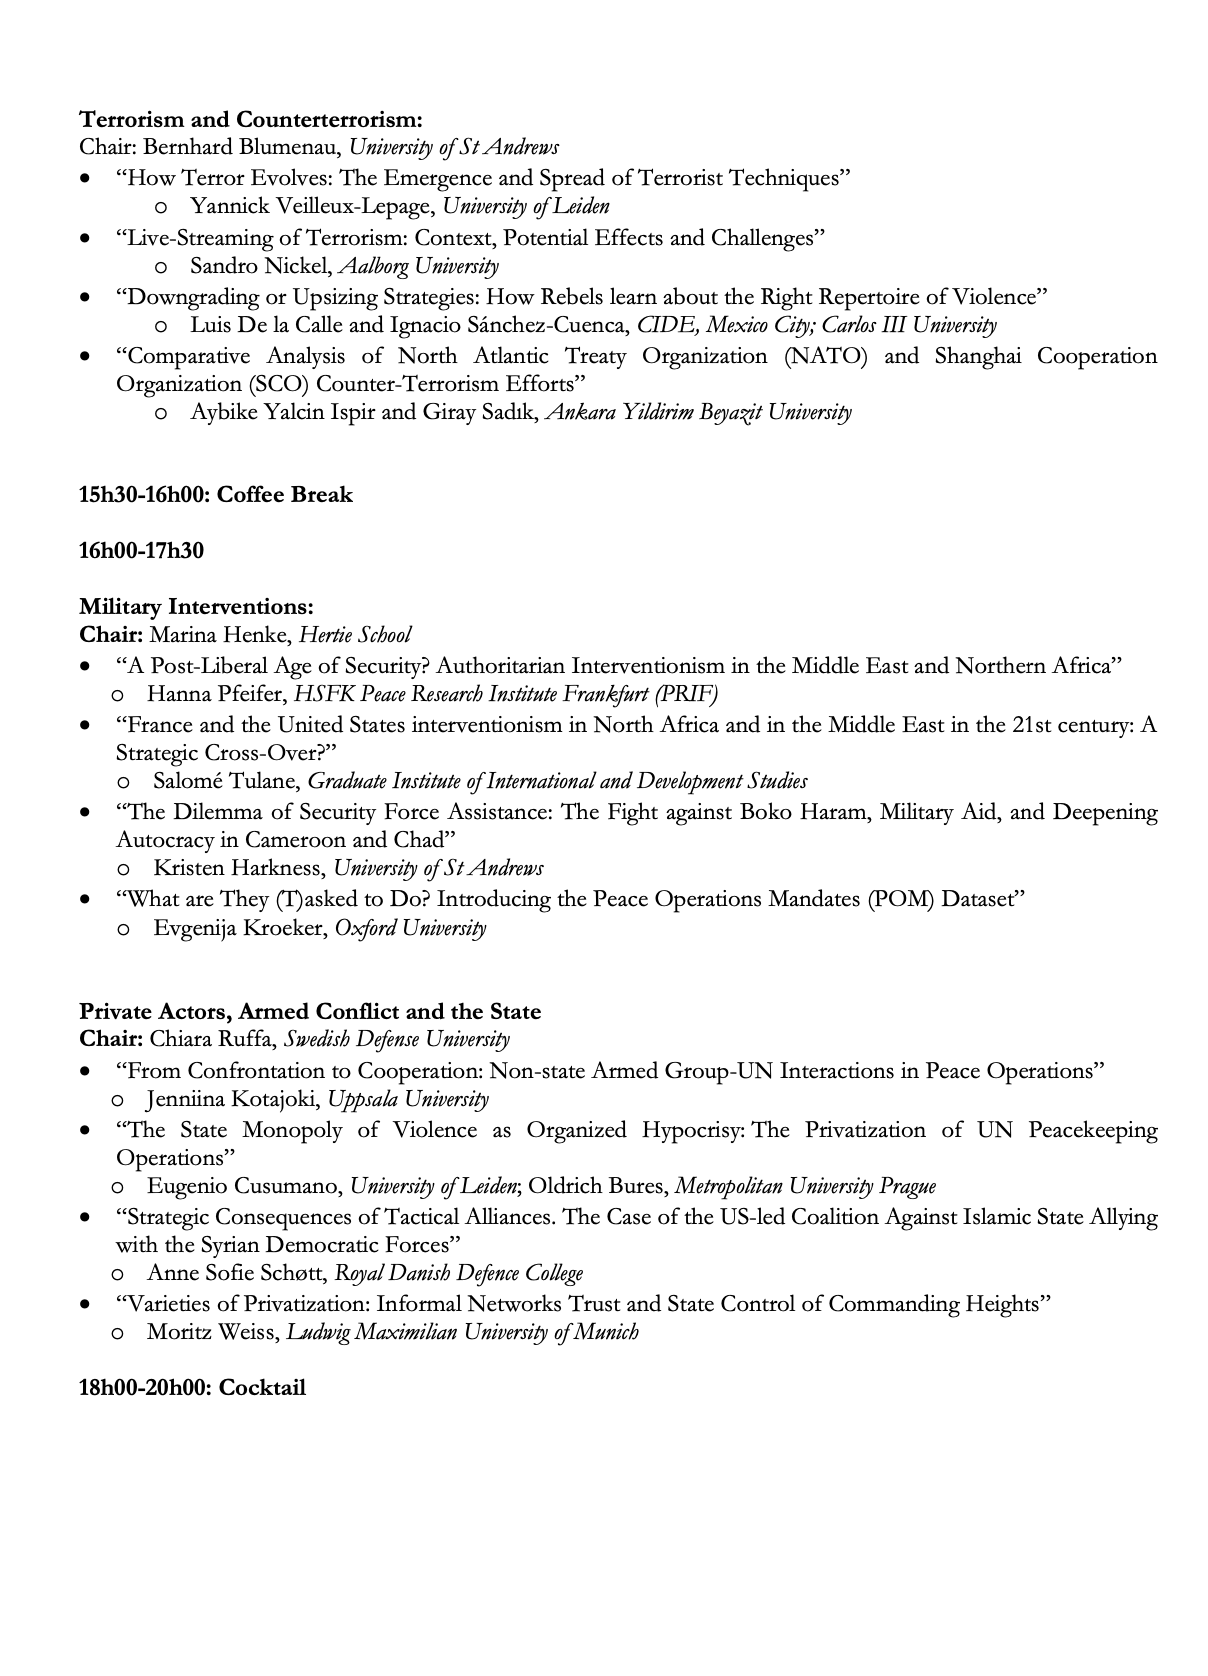 Terrorism and Counterterrorism:
Chair: Bernhard Blumenau, University of St Andrews
• “How Terror Evolves: The Emergence and Spread of Terrorist Techniques”
o Yannick Veilleux-Lepage, University of Leiden
• “Live-Streaming of Terrorism: Context, Potential Effects and Challenges”
o Sandro Nickel, Aalborg University
• “Downgrading or Upsizing Strategies: How Rebels learn about the Right Repertoire of Violence”
o Luis De la Calle and Ignacio Sánchez-Cuenca, CIDE, Mexico City; Carlos III University
• “Comparative Analysis of North Atlantic Treaty Organization (NATO) and Shanghai Cooperation
Organization (SCO) Counter-Terrorism Efforts”
o Aybike Yalcin Ispir and Giray Sadık, Ankara Yildirim Beyazit University
15h30-16h00: Coffee Break
16h00-17h30
Military Interventions:
Chair: Marina Henke, Hertie School
• “A Post-Liberal Age of Security? Authoritarian Interventionism in the Middle East and Northern Africa”
o Hanna Pfeifer, HSFK Peace Research Institute Frankfurt (PRIF)
• “France and the United States interventionism in North Africa and in the Middle East in the 21st century: A
Strategic Cross-Over?”
o Salomé Tulane, Graduate Institute of International and Development Studies
• “The Dilemma of Security Force Assistance: The Fight against Boko Haram, Military Aid, and Deepening
Autocracy in Cameroon and Chad”
o Kristen Harkness, University of St Andrews
• “What are They (T)asked to Do? Introducing the Peace Operations Mandates (POM) Dataset”
o Evgenija Kroeker, Oxford University
Private Actors, Armed Conflict and the State
Chair: Chiara Ruffa, Swedish Defense University
• “From Confrontation to Cooperation: Non-state Armed Group-UN Interactions in Peace Operations”
o Jenniina Kotajoki, Uppsala University
• “The State Monopoly of Violence as Organized Hypocrisy: The Privatization of UN Peacekeeping
Operations”
o Eugenio Cusumano, University of Leiden; Oldrich Bures, Metropolitan University Prague
• “Strategic Consequences of Tactical Alliances. The Case of the US-led Coalition Against Islamic State Allying
with the Syrian Democratic Forces”
o Anne Sofie Schøtt, Royal Danish Defence College
• “Varieties of Privatization: Informal Networks Trust and State Control of Commanding Heights”
o Moritz Weiss, Ludwig Maximilian University of Munich
18h00-20h00: Cocktail